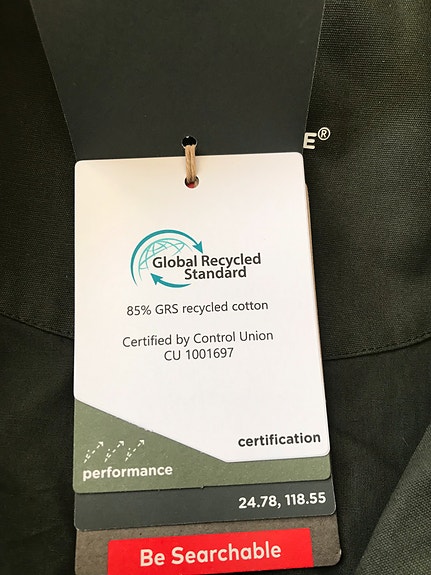 E®
Global Recycled
Standard
85% GRS recycled cotton
Certified by Control Union
CU 1001697
certification
performance
24.78, 118.55
Be Searchable